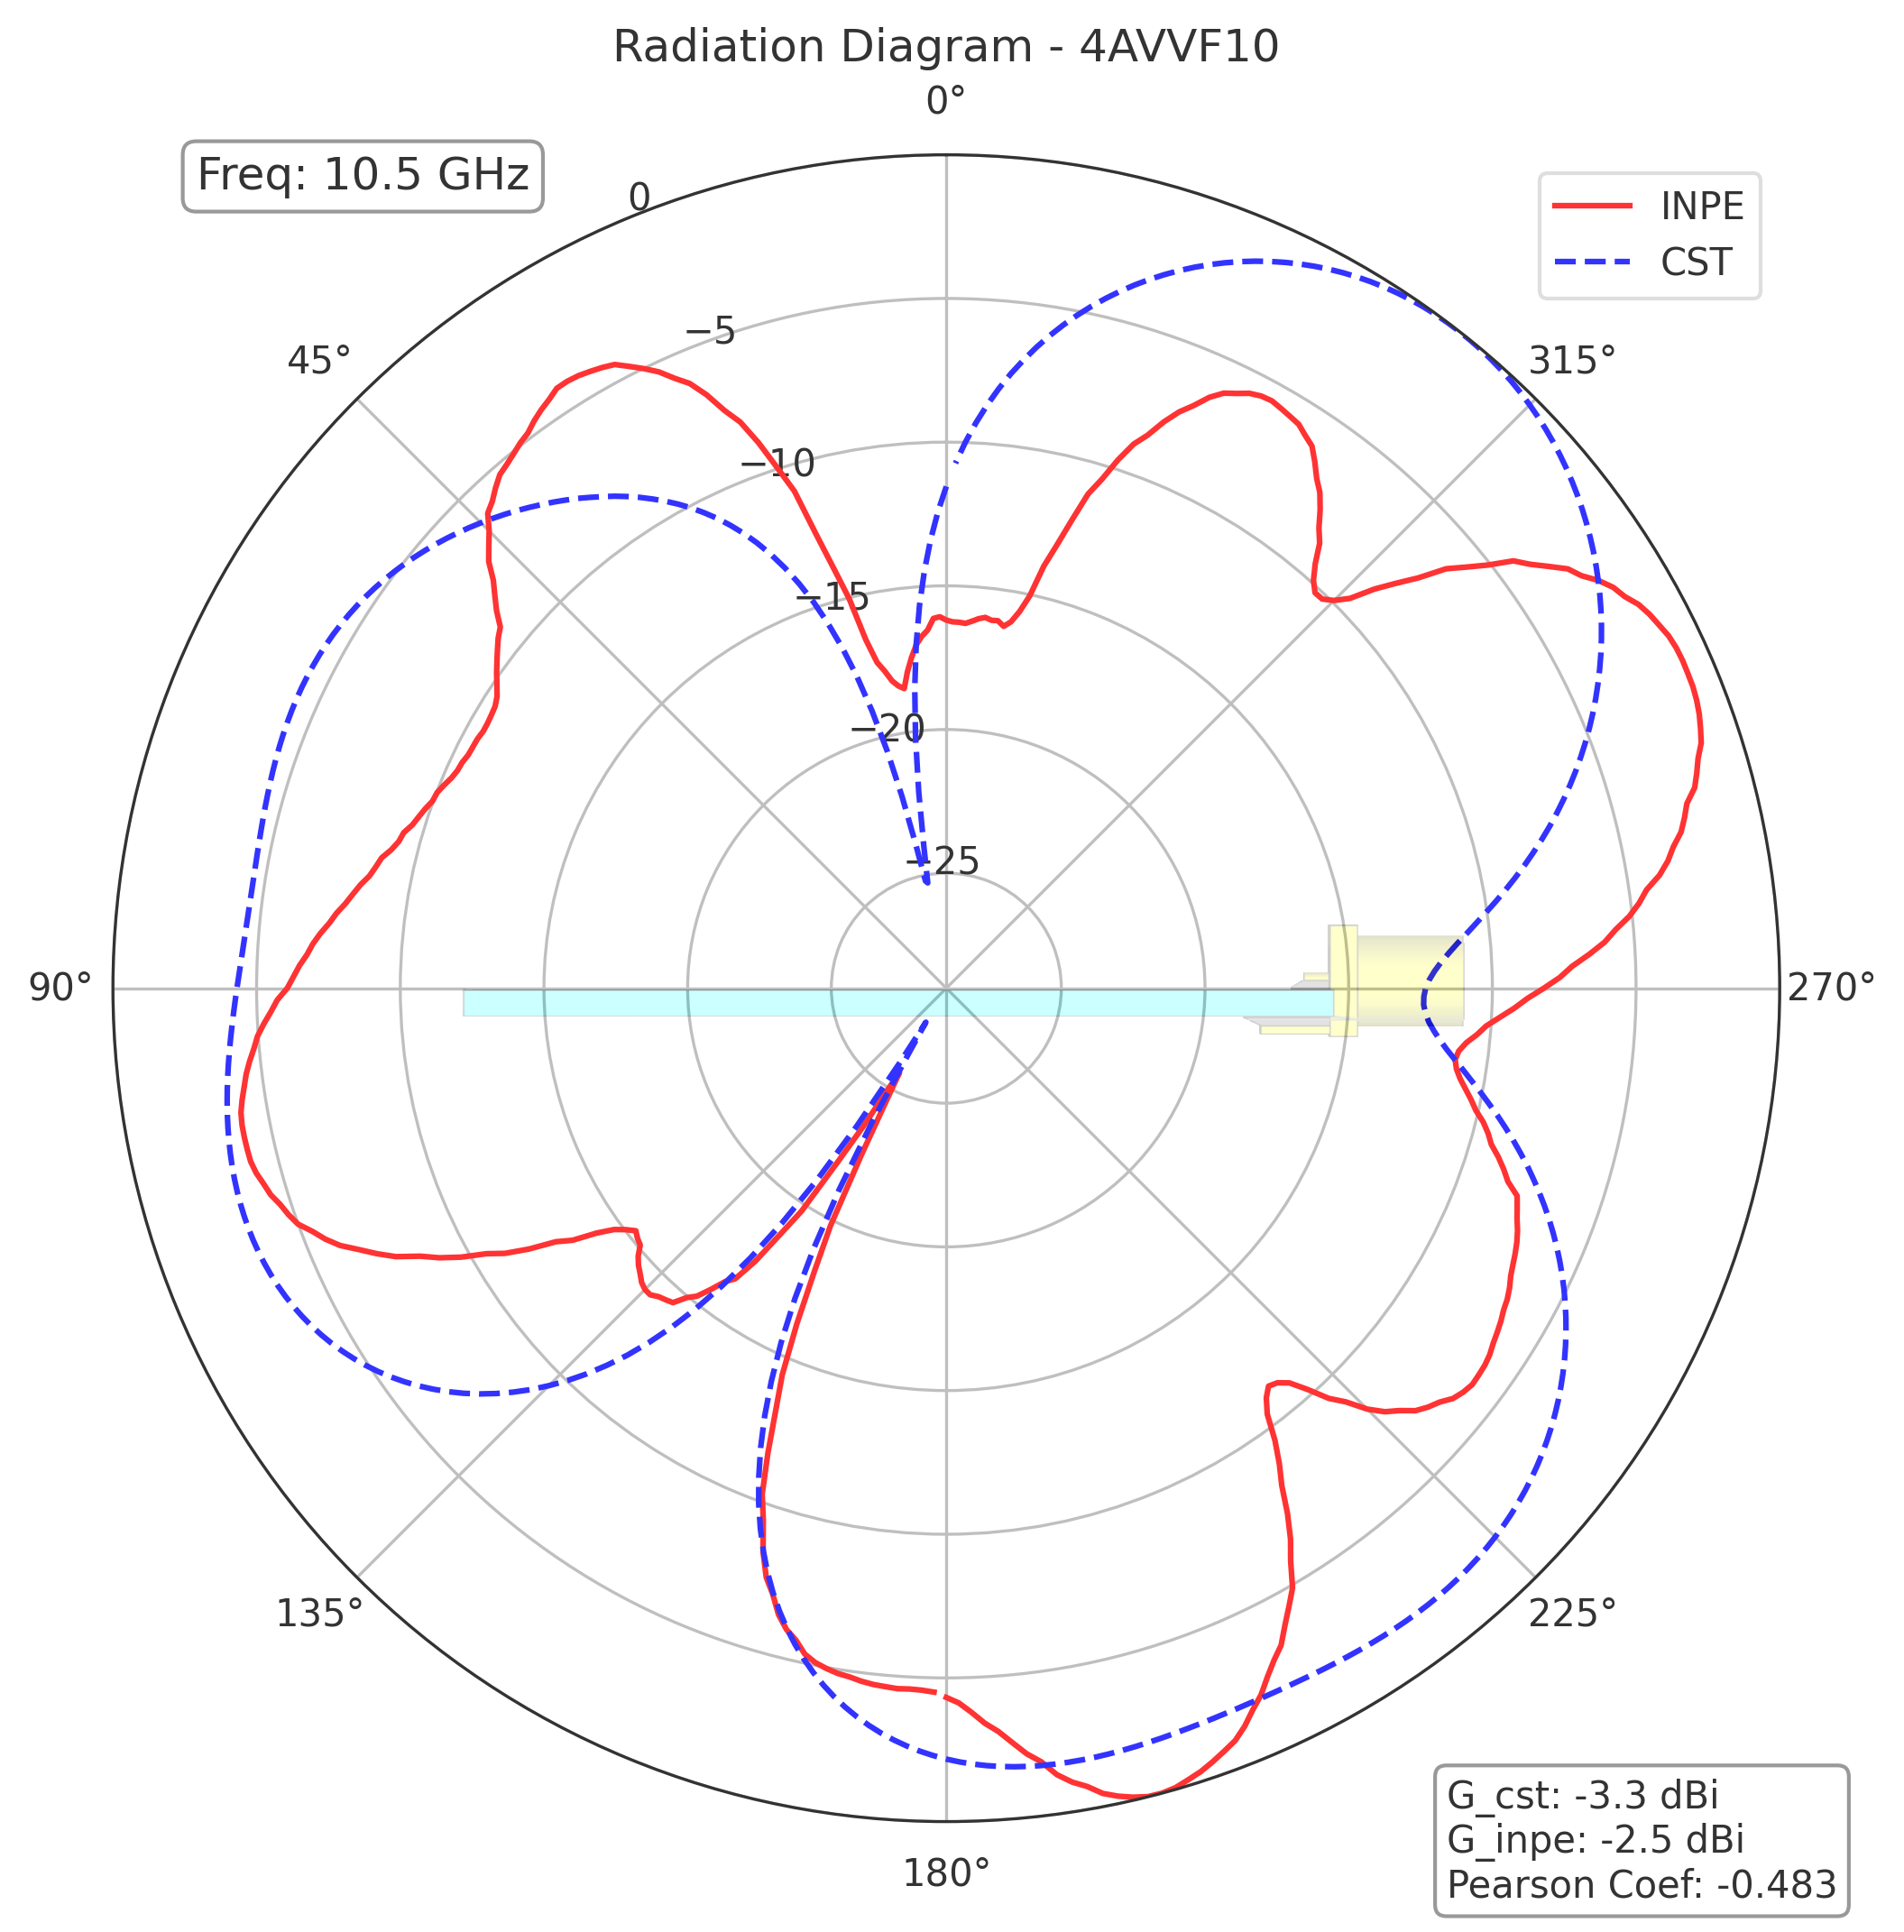 Radiation Diagram - 4AVVF10
0°
Freq: 10.5 GHz
INPE
CST
0
−5
−10
−15
−20
−25
45°
315°
90°
270°
135°
225°
180°
G_cst: -3.3 dBi
G_inpe: -2.5 dBi
Pearson Coef: -0.483